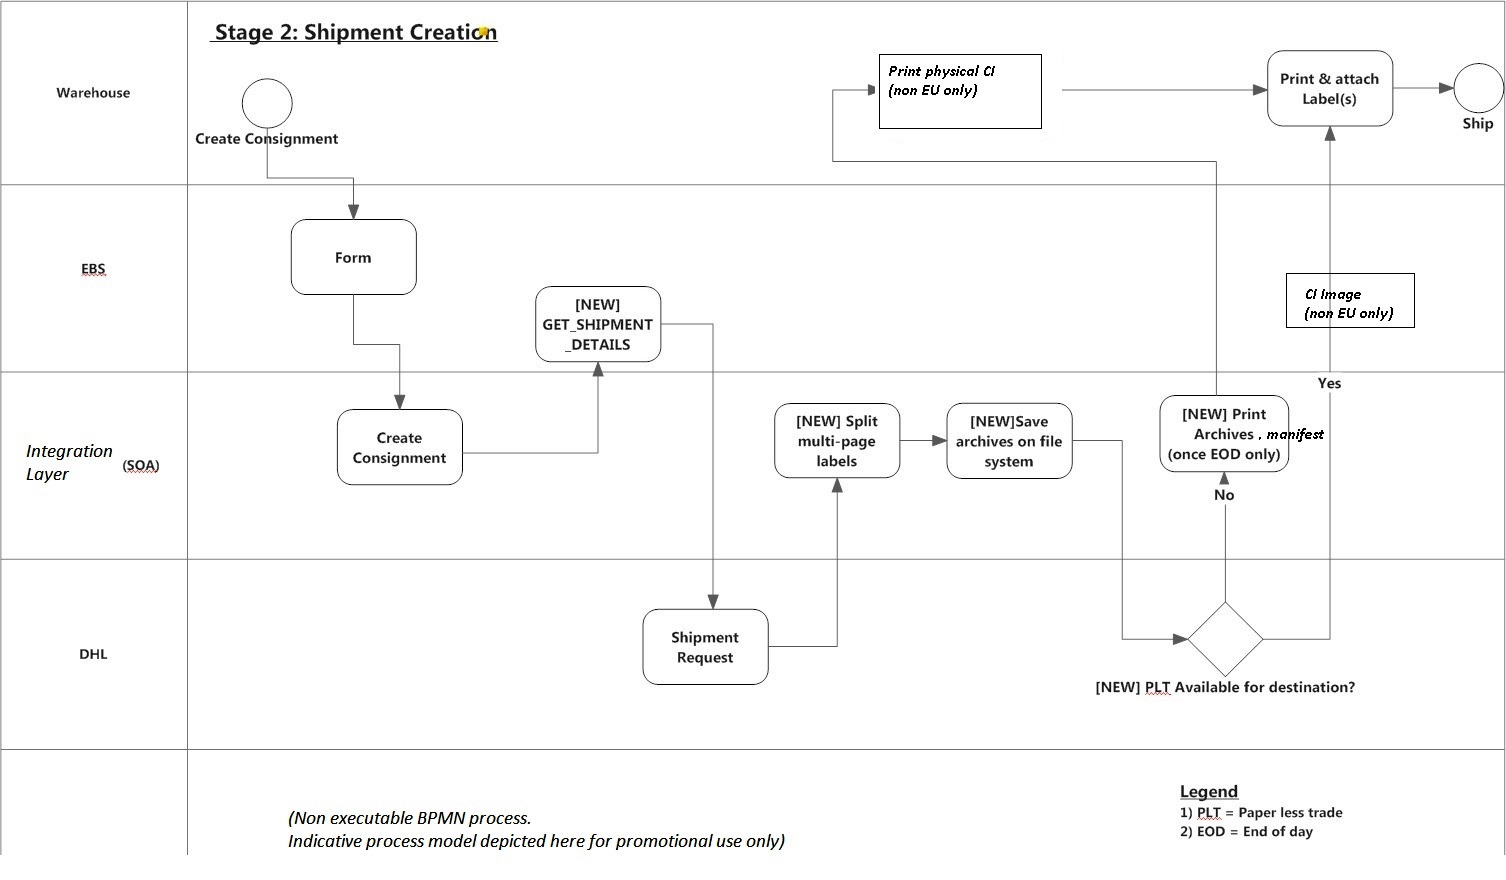 Stage 2: Shipment Creation
Warehouse
Create Consignment
Print physical CI
(non EU only)
Print & attach
Label(s)
Ship
EBS
Form
[NEW]
GET_SHIPMENT
_DETAILS
CI Image
(non EU only)
Yes
Integration
Layer
(SOA)
Create
Consignment
[NEW] Split
multi-page
labels
[NEW]Save
archives on file
system
[NEW] Print
Archives , manifest
(once EOD only)
No
DHL
Shipment
Request
[NEW] PLT Available for destination?
(Non executable BPMN process.
Indicative process model depicted here for promotional use only)
Legend
1) PLT = Paper less trade
2) EOD = End of day